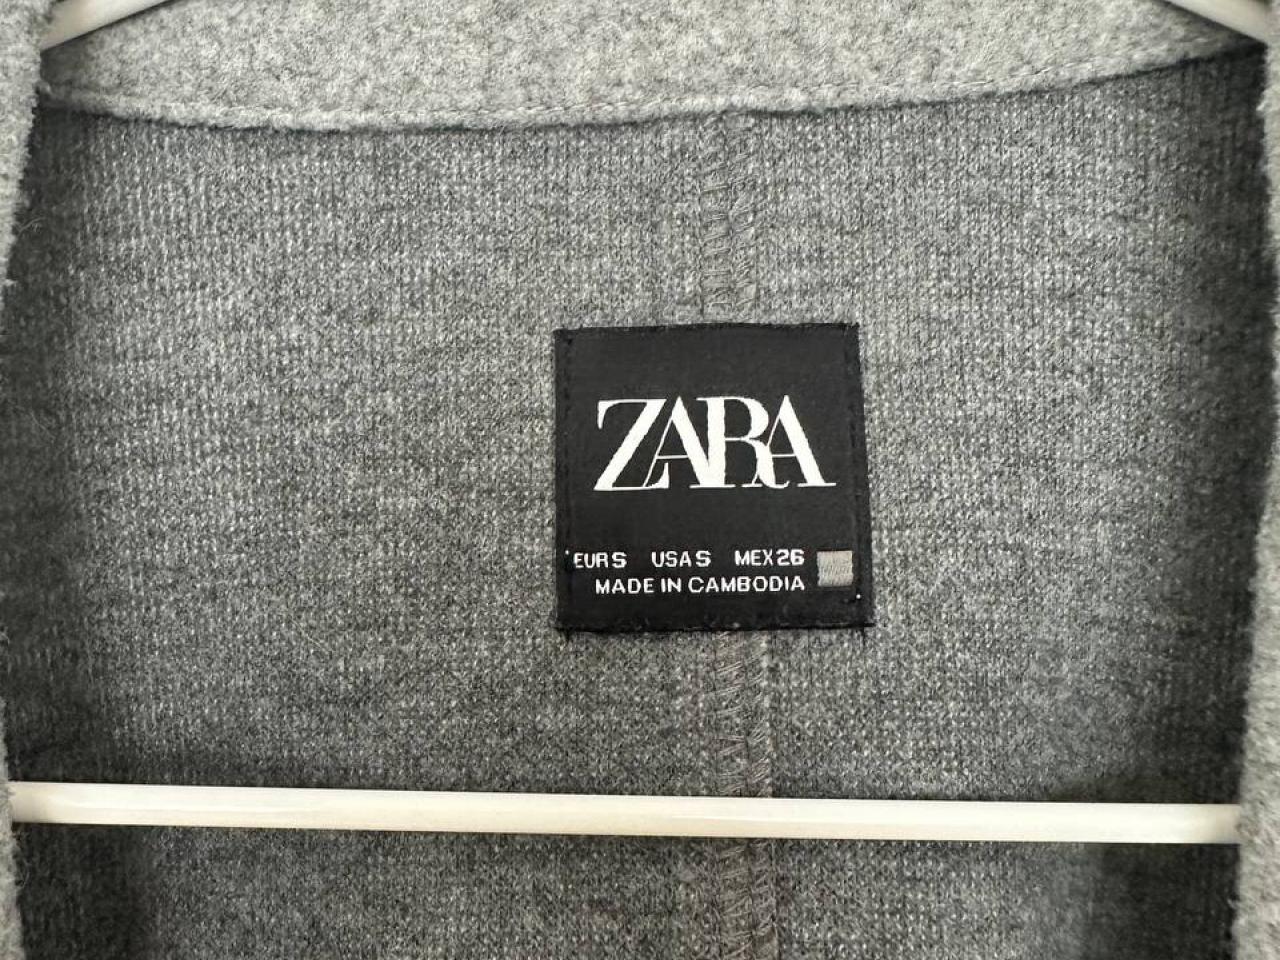 ZARA
EUR S USA S MEX 26
MADE IN CAMBODIA